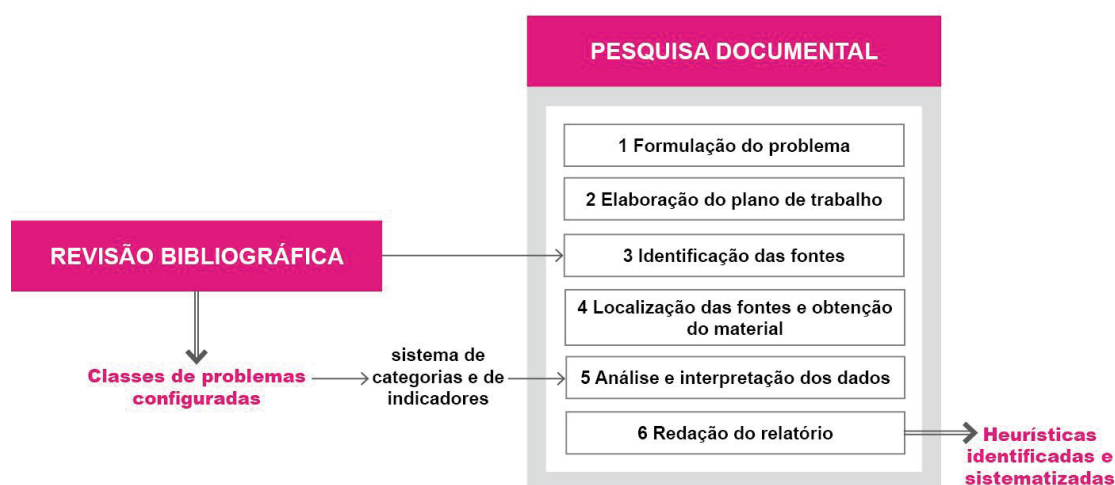 PESQUISA DOCUMENTAL
1 Formulação do problema
2 Elaboração do plano de trabalho
REVISÃO BIBLIOGRÁFICA
3 Identificação das fontes
4 Localização das fontes e obtenção
do material
Classes de problemas
configuradas
sistema de
categorias e de
indicadores
5 Análise e interpretação dos dados
6 Redação do relatório
Heurísticas
identificadas e
sistematizadas